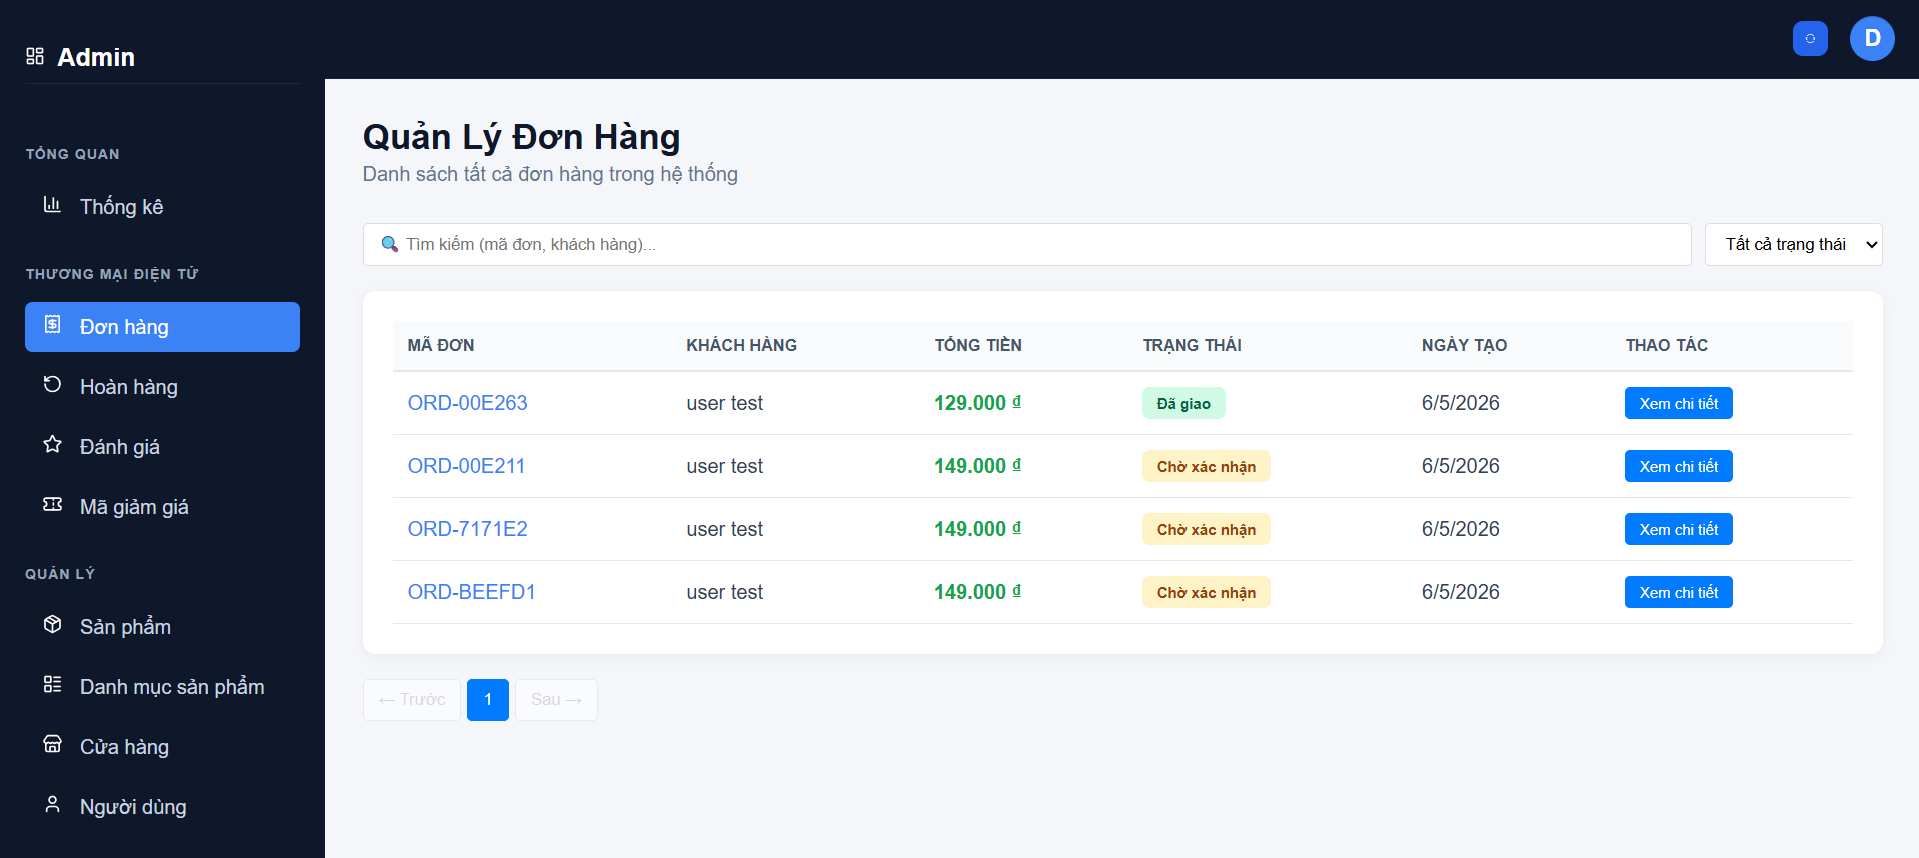 Admin
D
TỔNG QUAN
Thống kê
THƯƠNG MẠI ĐIỆN TỬ
Đơn hàng
Hoàn hàng
Đánh giá
Mã giảm giá
QUẢN LÝ
Sản phẩm
Danh mục sản phẩm
Cửa hàng
Người dùng
Quản Lý Đơn Hàng
Danh sách tất cả đơn hàng trong hệ thống
Tìm kiếm (mã đơn, khách hàng)...
Tất cả trạng thái
MÃ ĐƠN KHÁCH HÀNG TỔNG TIỀN TRẠNG THÁI NGÀY TẠO THAO TÁC
ORD-00E263 user test 129.000 ₫ Đã giao 6/5/2026 Xem chi tiết
ORD-00E211 user test 149.000 ₫ Chờ xác nhận 6/5/2026 Xem chi tiết
ORD-7171E2 user test 149.000 ₫ Chờ xác nhận 6/5/2026 Xem chi tiết
ORD-BEEFD1 user test 149.000 ₫ Chờ xác nhận 6/5/2026 Xem chi tiết
← Trước 1 Sau →